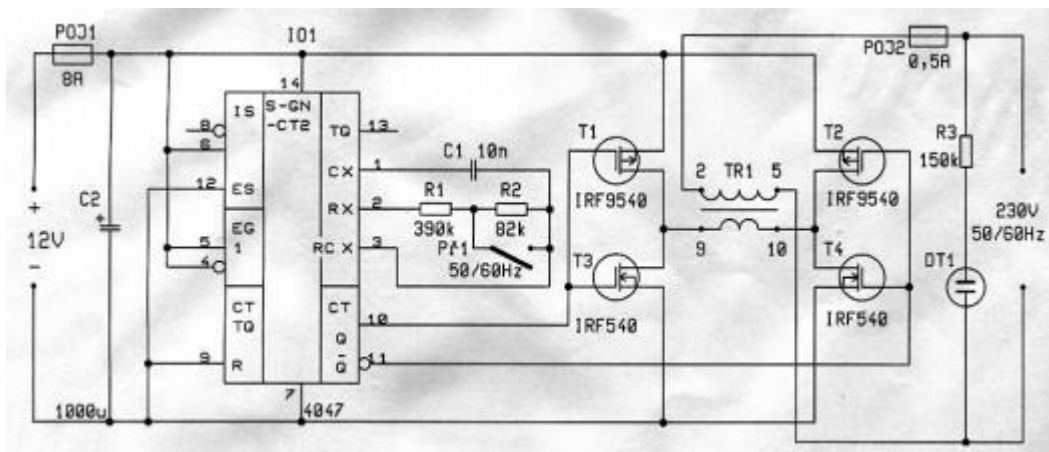 POJ1
8A
IO1
14
S-GN
-CT2
IS
8
6
12
ES
EG
5
1
4
CT
TQ
9
R
TQ
13
CX
1
RX
2
RC X
3
CT
10
Q
Q
11
7
4047
C1 10n
R1
390k
R2
82k
PŘ1
50/60Hz
+
12V
-
C2
+
1000u
T1
IRF9540
T2
IRF9540
T3
IRF540
T4
IRF540
2
TR1
5
9
10
POJ2
0,5A
R3
150k
230V
50/60Hz
DT1